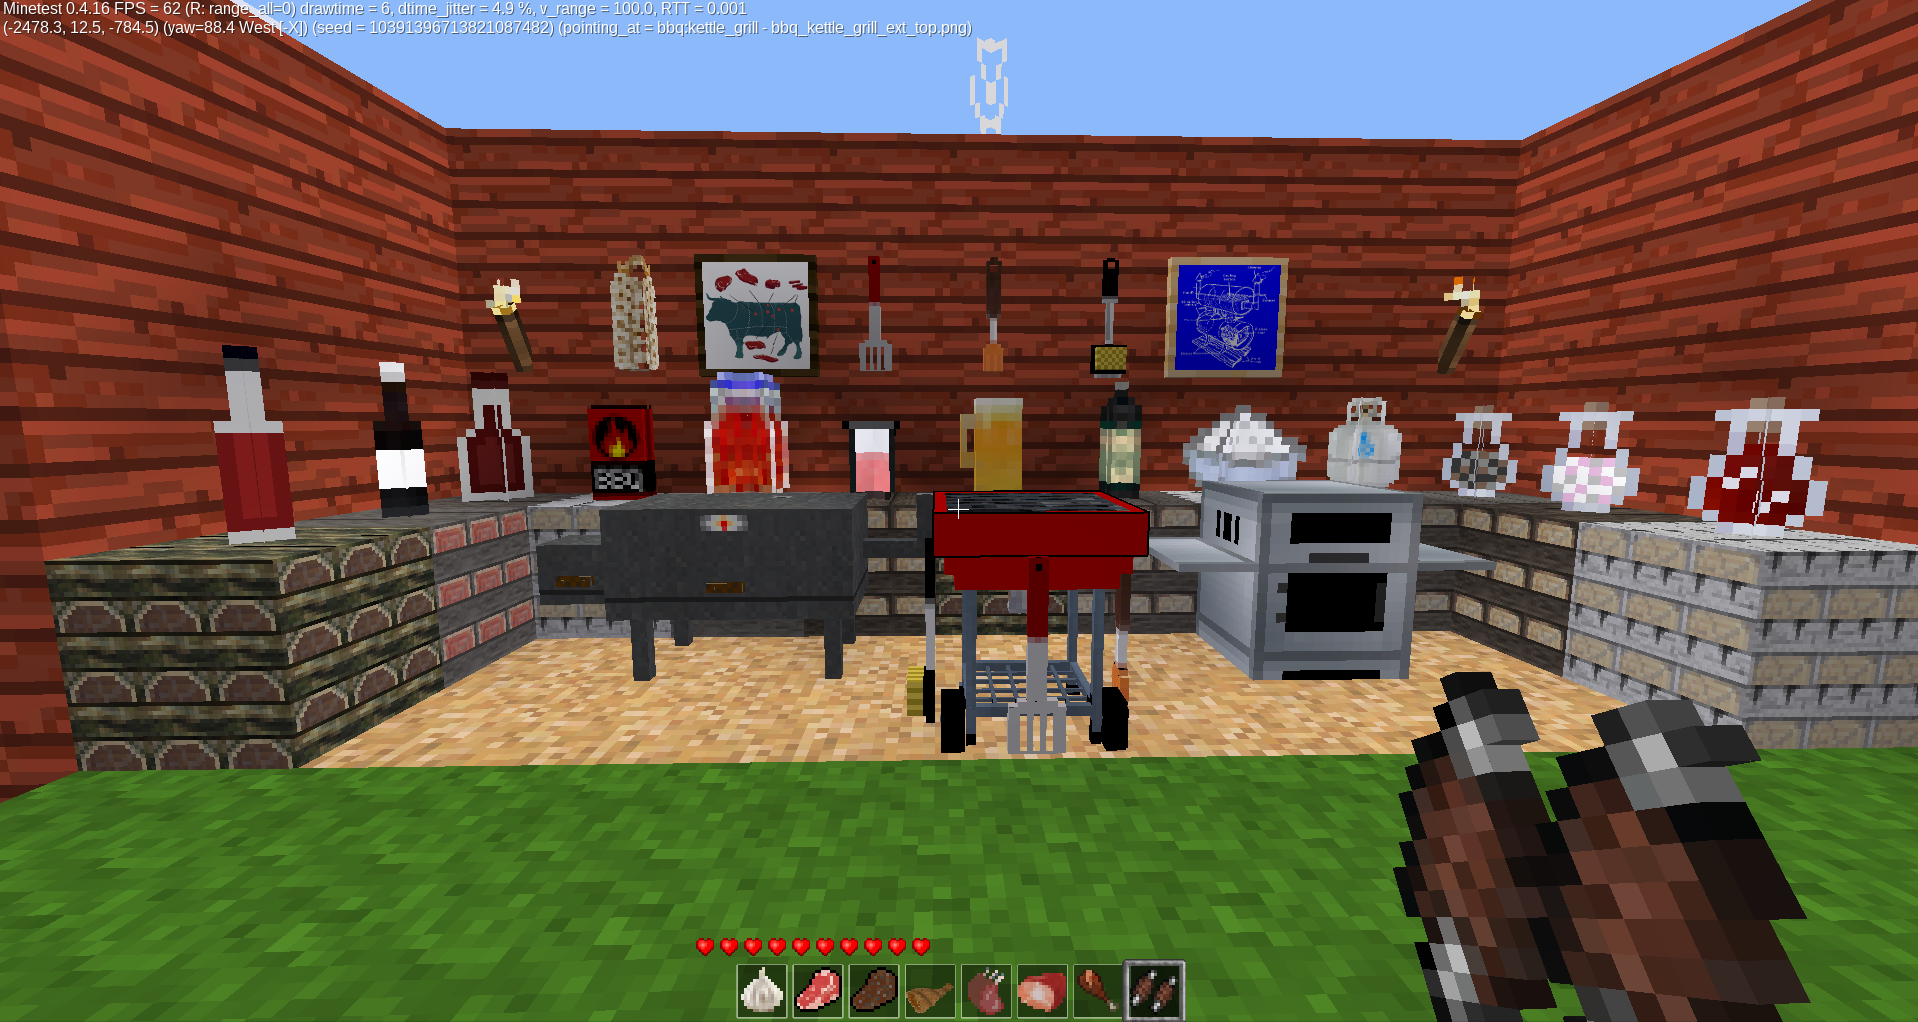 Minetest 0.4.16 FPS = 62 (R: range_all=0) drawtime = 6, dtime_jitter = 4.9 %, v_range = 100.0, RTT = 0.001
(-2478.3, 12.5, -784.5) (yaw=88.4 West [-X]) (seed = 10391396713821087482) (pointing_at = bbq:kettle_grill - bbq_kettle_grill_ext_top.png)